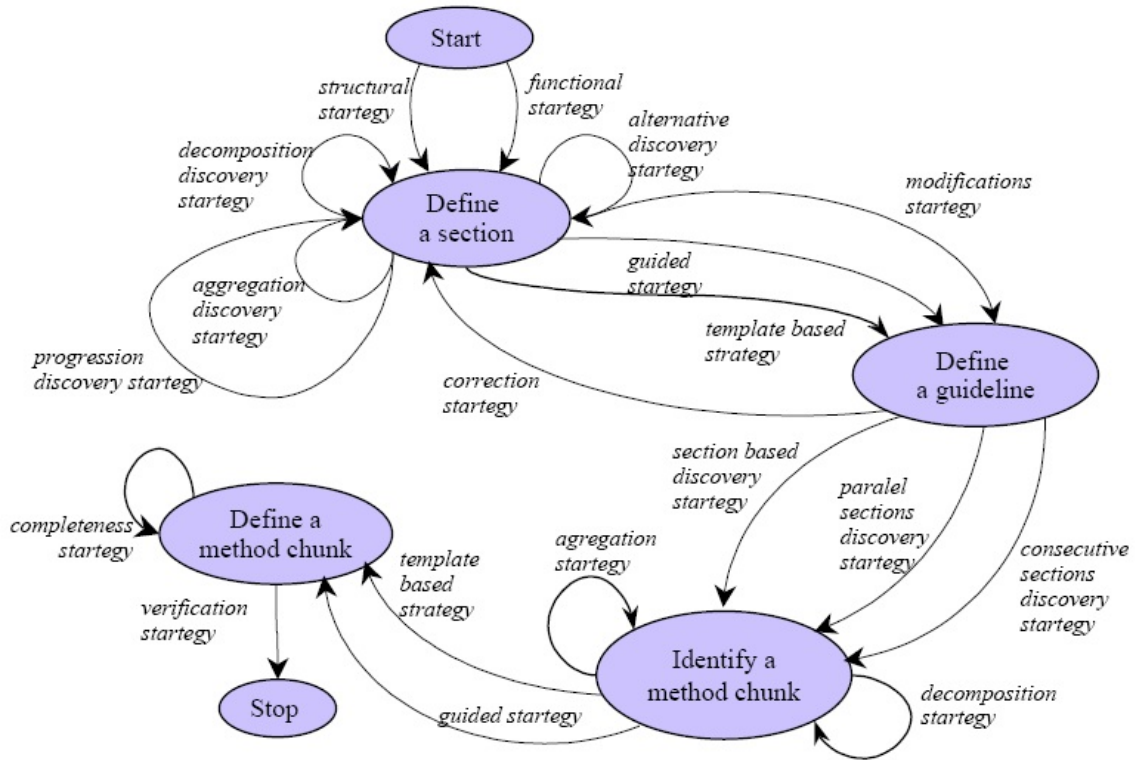 Start
structural
startegy
functional
startegy
alternative
discovery
startegy
decomposition
discovery
startegy
Define
a section
modifications
startegy
guided
startegy
aggregation
discovery
startegy
template based
strategy
progression
discovery startegy
correction
startegy
Define
a guideline
section based
discovery
startegy
paralel
sections
discovery
startegy
consecutive
sections
discovery
startegy
completeness
startegy
Define a
method chunk
template
based
strategy
agregation
startegy
verification
startegy
Identify a
method chunk
decomposition
startegy
Stop
guided startegy